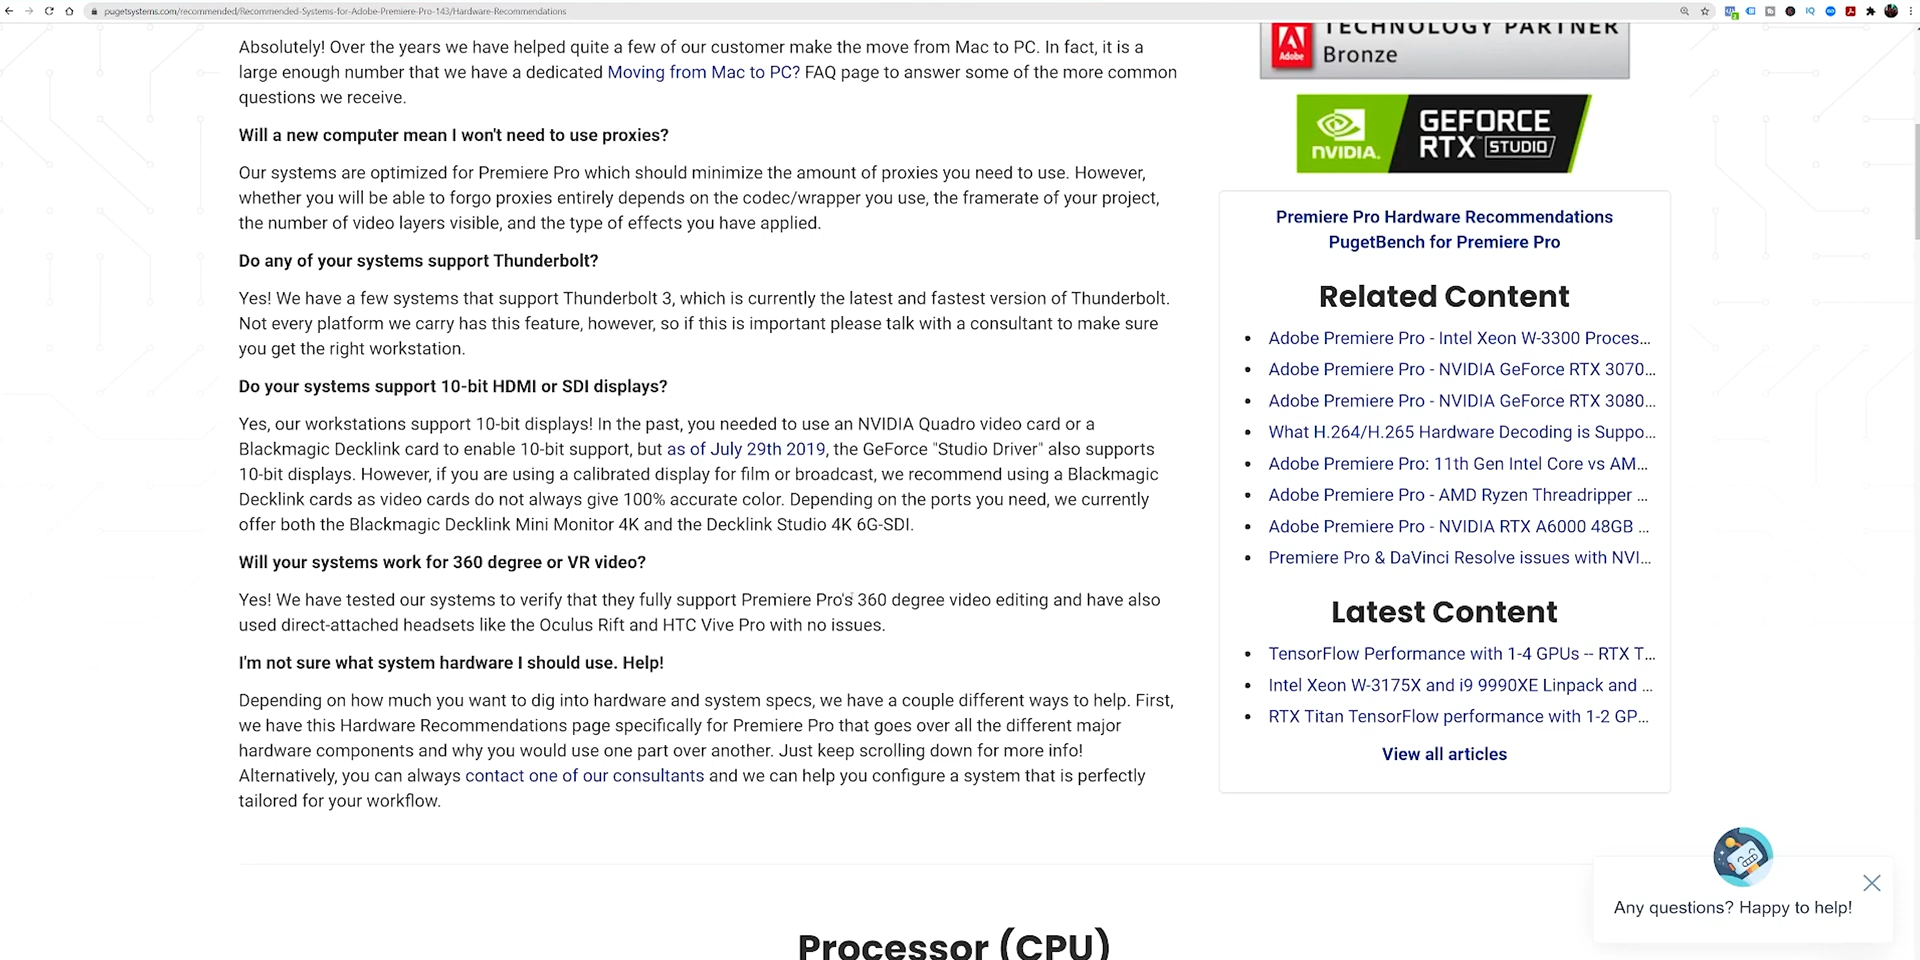 pugetsystems.com/recommended/Recommended-Systems-for-Adobe-Premiere-Pro-143/Hardware-Recommendations
Absolutely! Over the years we have helped quite a few of our customer make the move from Mac to PC. In fact, it is a
large enough number that we have a dedicated Moving from Mac to PC? FAQ page to answer some of the more common
questions we receive.
Will a new computer mean I won't need to use proxies?
Our systems are optimized for Premiere Pro which should minimize the amount of proxies you need to use. However,
whether you will be able to forgo proxies entirely depends on the codec/wrapper you use, the framerate of your project,
the number of video layers visible, and the type of effects you have applied.
Do any of your systems support Thunderbolt?
Yes! We have a few systems that support Thunderbolt 3, which is currently the latest and fastest version of Thunderbolt.
Not every platform we carry has this feature, however, so if this is important please talk with a consultant to make sure
you get the right workstation.
Do your systems support 10-bit HDMI or SDI displays?
Yes, our workstations support 10-bit displays! In the past, you needed to use an NVIDIA Quadro video card or a
Blackmagic Decklink card to enable 10-bit support, but as of July 29th 2019, the GeForce "Studio Driver" also supports
10-bit displays. However, if you are using a calibrated display for film or broadcast, we recommend using a Blackmagic
Decklink cards as video cards do not always give 100% accurate color. Depending on the ports you need, we currently
offer both the Blackmagic Decklink Mini Monitor 4K and the Decklink Studio 4K 6G-SDI.
Will your systems work for 360 degree or VR video?
Yes! We have tested our systems to verify that they fully support Premiere Pro's 360 degree video editing and have also
used direct-attached headsets like the Oculus Rift and HTC Vive Pro with no issues.
I'm not sure what system hardware I should use. Help!
Depending on how much you want to dig into hardware and system specs, we have a couple different ways to help. First,
we have this Hardware Recommendations page specifically for Premiere Pro that goes over all the different major
hardware components and why you would use one part over another. Just keep scrolling down for more info!
Alternatively, you can always contact one of our consultants and we can help you configure a system that is perfectly
tailored for your workflow.
TECHNOLOGY PARTNER
Adobe
Bronze
NVIDIA.
GEFORCE
RTX STUDIO
Premiere Pro Hardware Recommendations
PugetBench for Premiere Pro
Related Content
Adobe Premiere Pro - Intel Xeon W-3300 Proces...
Adobe Premiere Pro - NVIDIA GeForce RTX 3070...
Adobe Premiere Pro - NVIDIA GeForce RTX 3080...
What H.264/H.265 Hardware Decoding is Suppo...
Adobe Premiere Pro: 11th Gen Intel Core vs AM...
Adobe Premiere Pro - AMD Ryzen Threadripper ...
Adobe Premiere Pro - NVIDIA RTX A6000 48GB ...
Premiere Pro & DaVinci Resolve issues with NVI...
Latest Content
TensorFlow Performance with 1-4 GPUs -- RTX T...
Intel Xeon W-3175X and i9 9990XE Linpack and ...
RTX Titan TensorFlow performance with 1-2 GP...
View all articles
Any questions? Happy to help!
Processor (CPU)